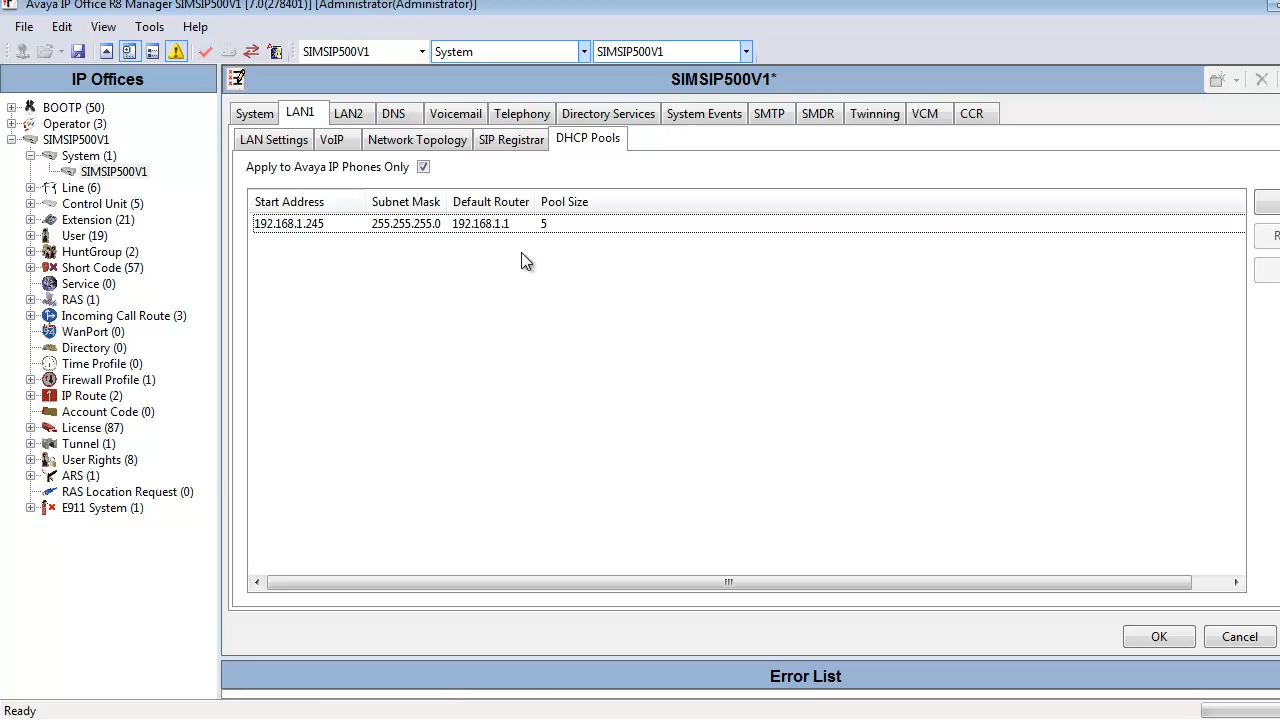 Avaya IP Office R8 Manager SIMSIP500V1 [7.0(278401)] [Administrator(Administrator)]
File Edit View Tools Help
SIMSIP500V1 System SIMSIP500V1
IP Offices
SIMSIP500V1*
BOOTP (50)
Operator (3)
SIMSIP500V1
System (1)
SIMSIP500V1
Line (6)
Control Unit (5)
Extension (21)
User (19)
HuntGroup (2)
Short Code (57)
Service (0)
RAS (1)
Incoming Call Route (3)
WanPort (0)
Directory (0)
Time Profile (0)
Firewall Profile (1)
IP Route (2)
Account Code (0)
License (87)
Tunnel (1)
User Rights (8)
ARS (1)
RAS Location Request (0)
E911 System (1)
System LAN1 LAN2 DNS Voicemail Telephony Directory Services System Events SMTP SMDR Twinning VCM CCR
LAN Settings VoIP Network Topology SIP Registrar DHCP Pools
Apply to Avaya IP Phones Only
Start Address Subnet Mask Default Router Pool Size
192.168.1.245 255.255.255.0 192.168.1.1 5
R
OK Cancel
Error List
Ready